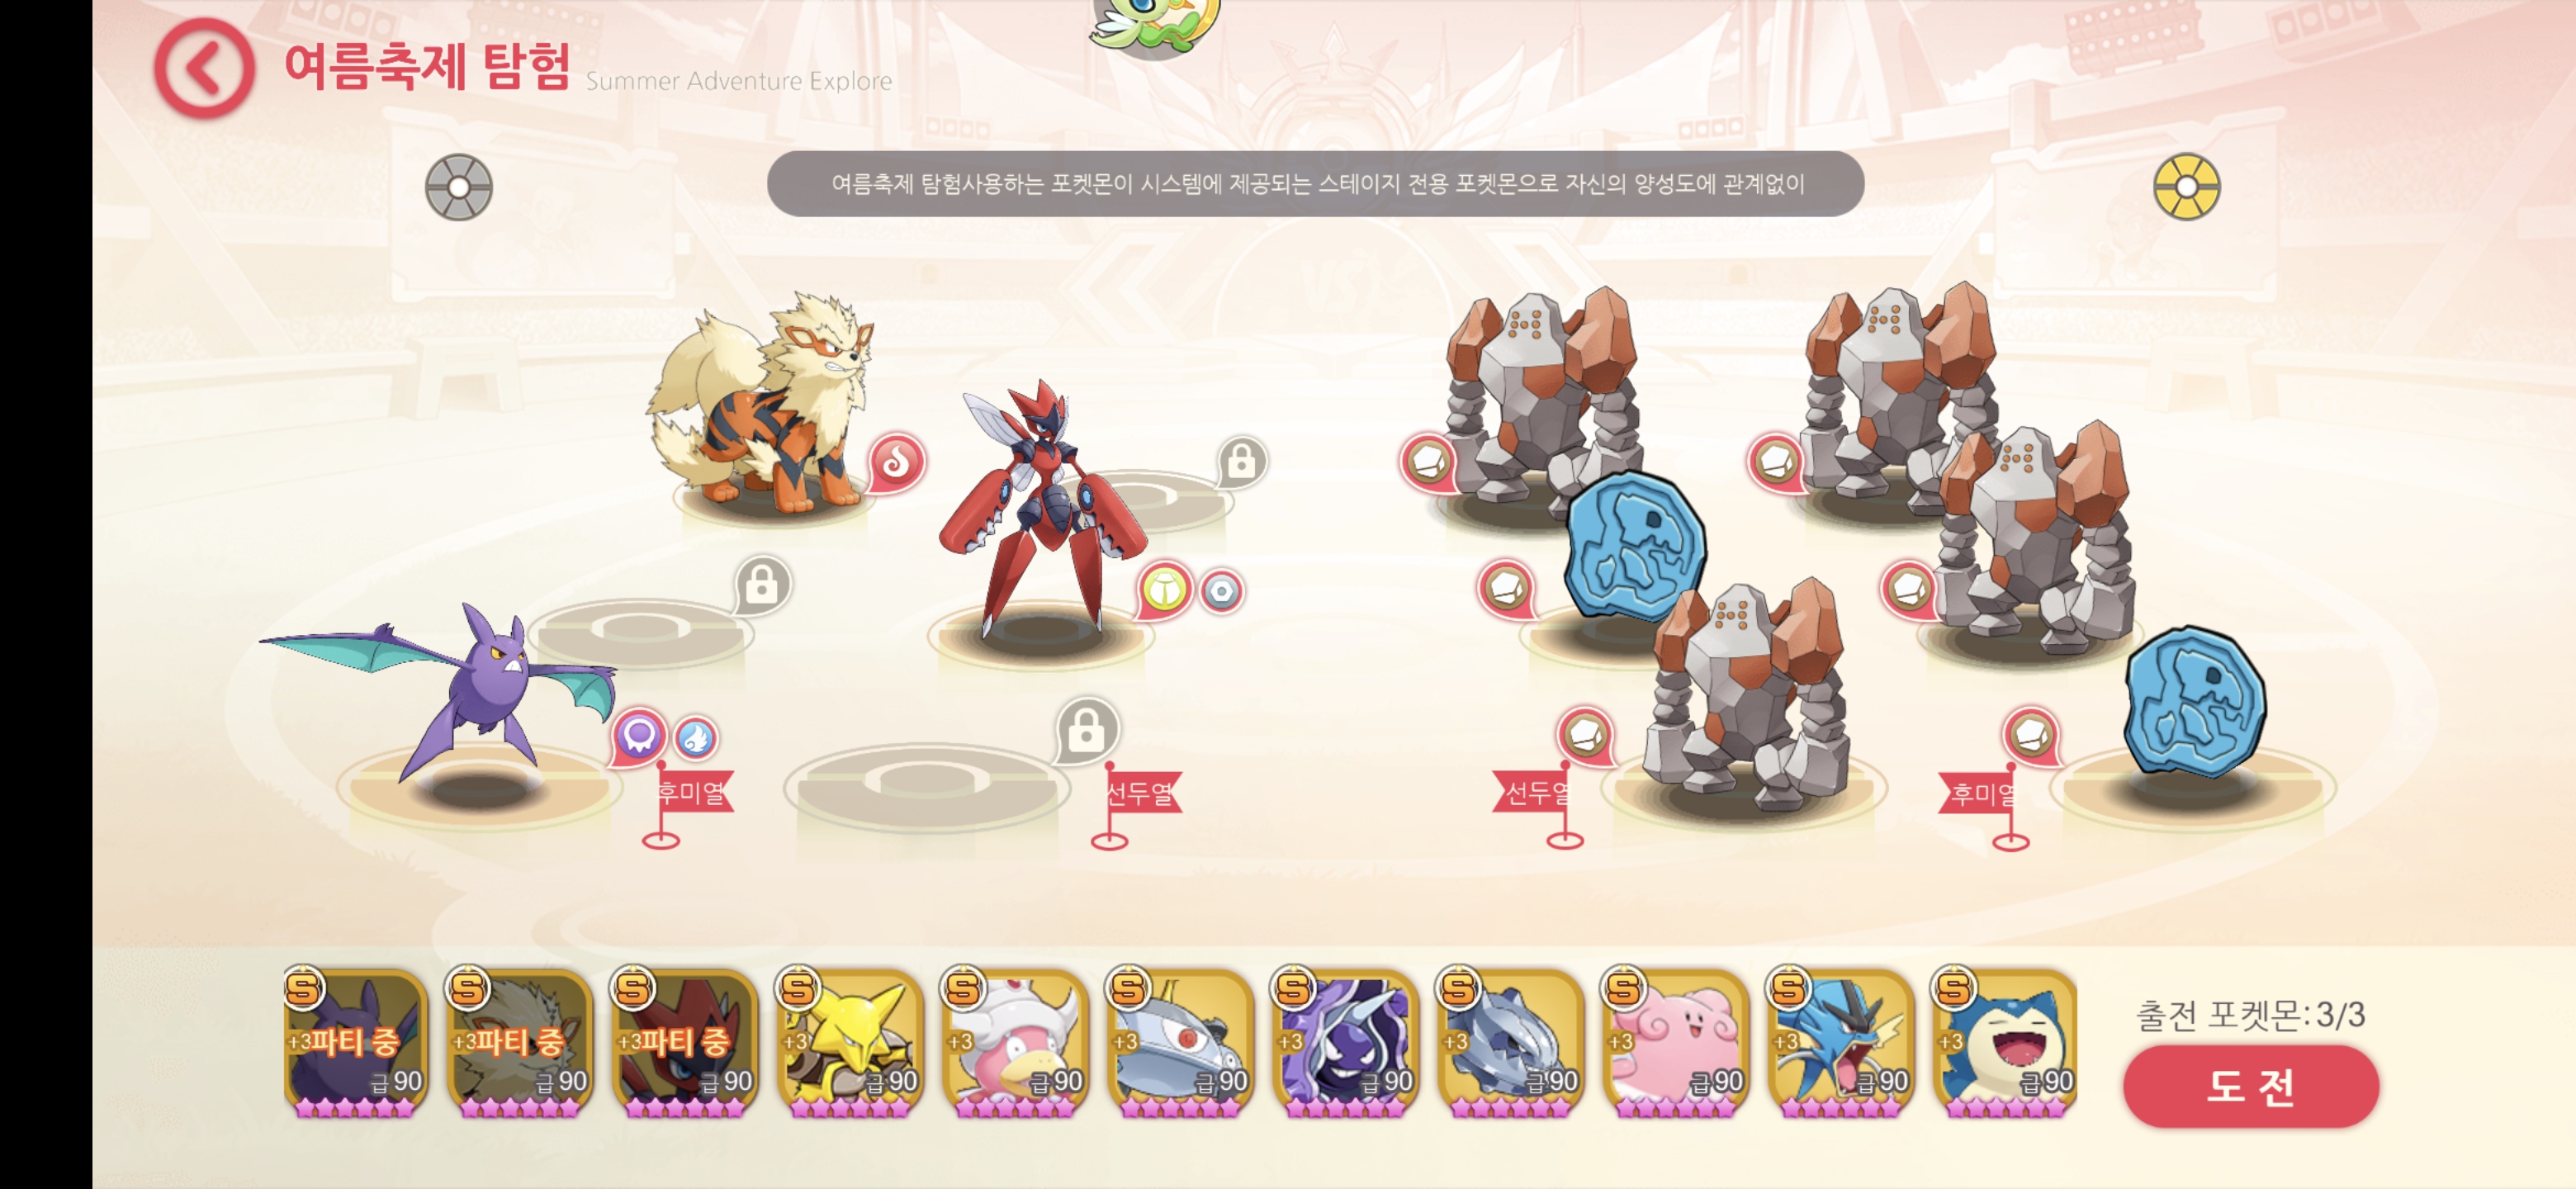 여름축제 탐험 Summer Adventure Explore
여름축제 탐험사용하는 포켓몬이 시스템에 제공되는 스테이지 전용 포켓몬으로 자신의 양성도에 관계없이
VS
후미열
선두열
선두열
후미열
S S S S S S S S S S S
+3 파티 중 +3 파티 중 +3 파티 중 +3 +3 +3 +3 +3 +3 +3 +3
급90 급90 급90 급90 급90 급90 급90 급90 급90 급90 급90
출전 포켓몬: 3/3
도전